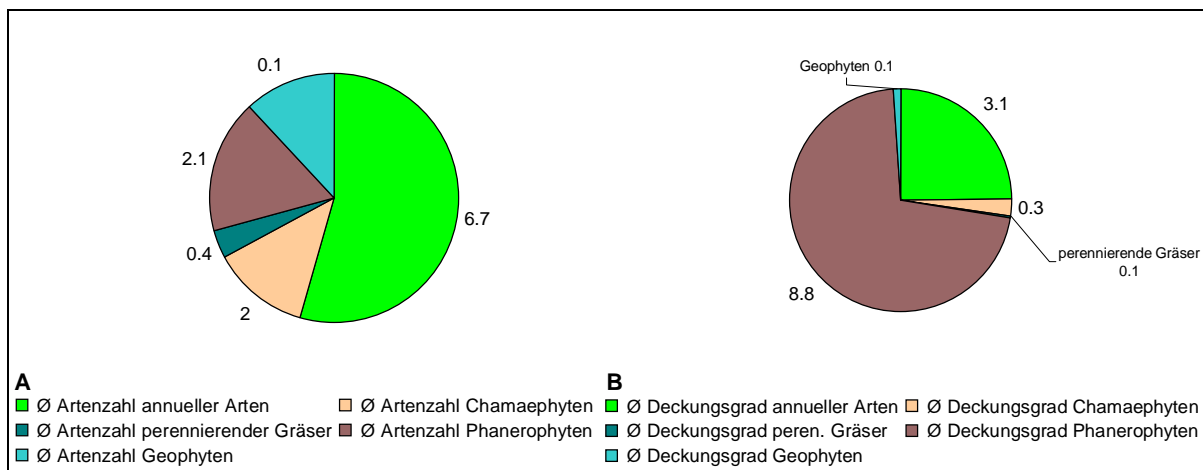 0.1
2.1
6.7
0.4
2
Geophyten 0.1
3.1
0.3
perennierende Gräser
0.1
8.8
A
Ø Artenzahl annueller Arten
Ø Artenzahl Chamaephyten
Ø Artenzahl perennierender Gräser
Ø Artenzahl Phanerophyten
Ø Artenzahl Geophyten
B
Ø Deckungsgrad annueller Arten
Ø Deckungsgrad Chamaephyten
Ø Deckungsgrad peren. Gräser
Ø Deckungsgrad Phanerophyten
Ø Deckungsgrad Geophyten